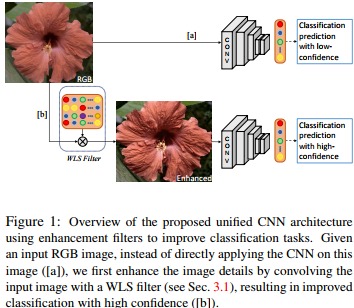 RGB
[a]
CONV
Classification
prediction
with low-
confidence
[b]
WLS Filter
Enhanced
CONV
Classification
prediction
with high-
confidence
Figure 1: Overview of the proposed unified CNN architecture
using enhancement filters to improve classification tasks. Given
an input RGB image, instead of directly applying the CNN on this
image ([a]), we first enhance the image details by convolving the
input image with a WLS filter (see Sec. 3.1), resulting in improved
classification with high confidence ([b]).